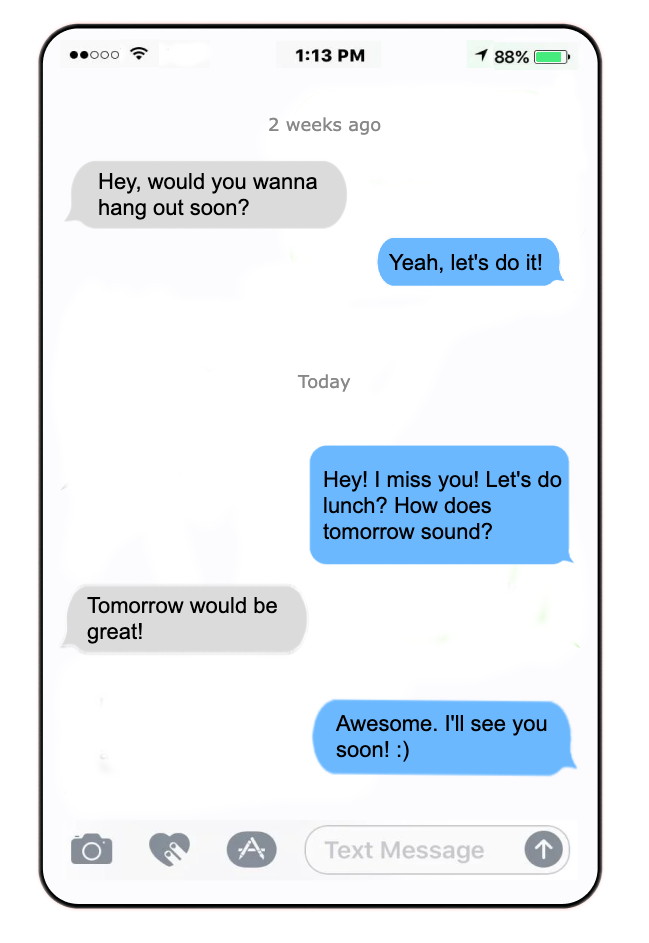 1:13 PM 88%
2 weeks ago
Hey, would you wanna
hang out soon?
Yeah, let's do it!
Today
Hey! I miss you! Let's do
lunch? How does
tomorrow sound?
Tomorrow would be
great!
Awesome. I'll see you
soon! :)
Text Message